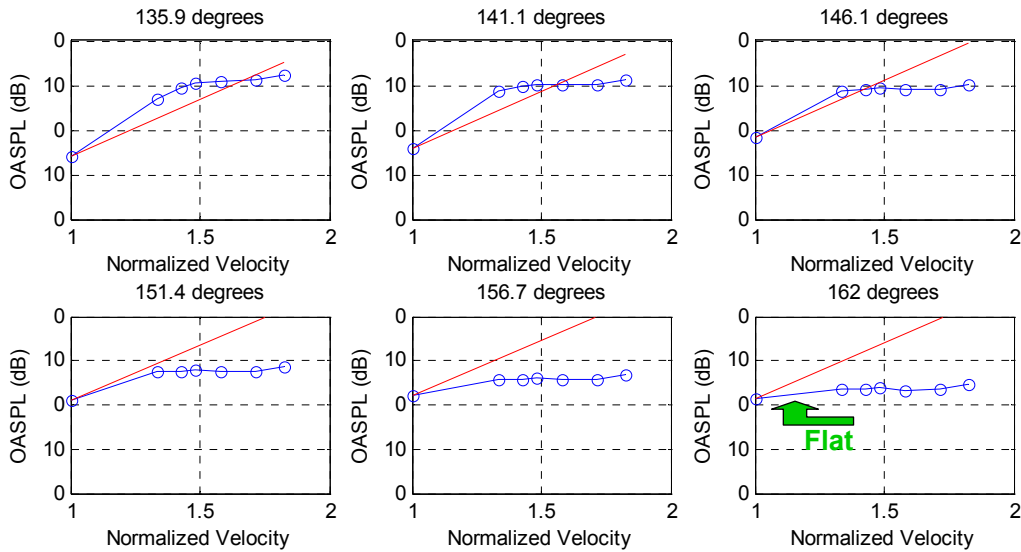 135.9 degrees
0
10
0
10
0
OASPL (dB)
1
1.5
2
Normalized Velocity
141.1 degrees
0
10
0
10
0
OASPL (dB)
1
1.5
2
Normalized Velocity
146.1 degrees
0
10
0
10
0
OASPL (dB)
1
1.5
2
Normalized Velocity
151.4 degrees
0
10
0
10
0
OASPL (dB)
1
1.5
2
Normalized Velocity
156.7 degrees
0
10
0
10
0
OASPL (dB)
1
1.5
2
Normalized Velocity
162 degrees
0
10
0
10
0
OASPL (dB)
Flat
1
1.5
2
Normalized Velocity